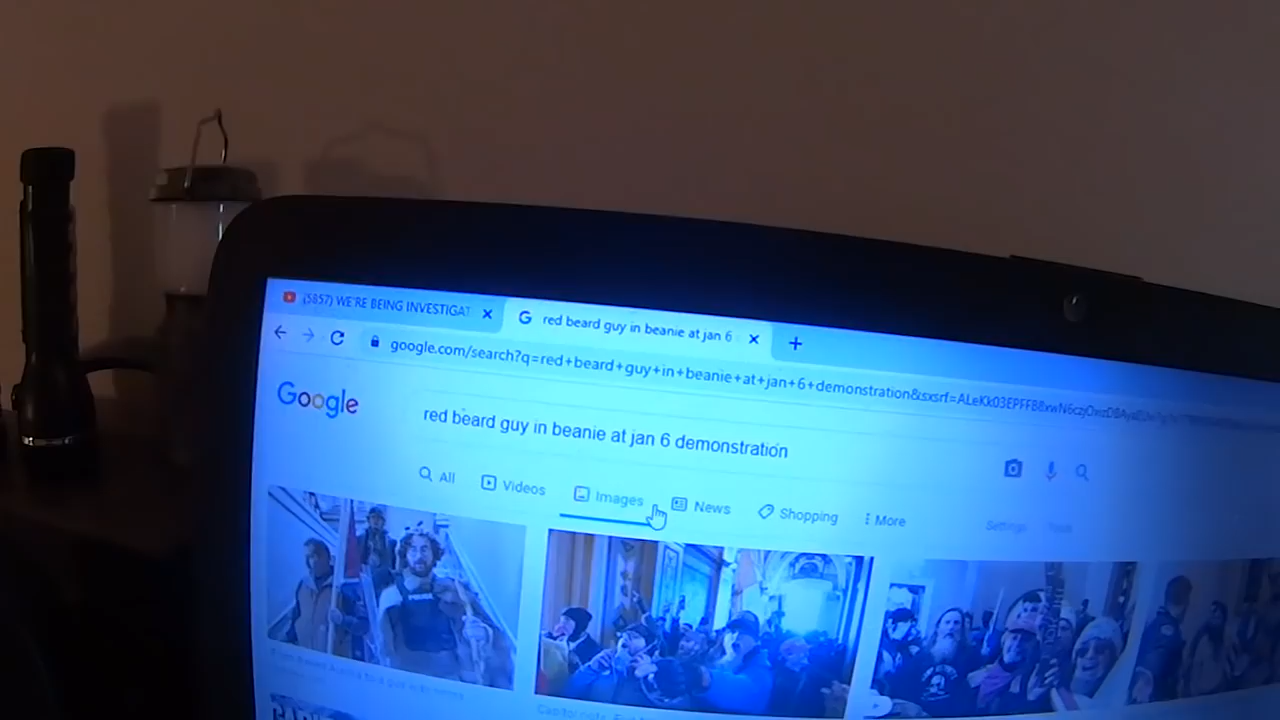 (5857) WE'RE BEING INVESTIGAT
red beard guy in beanie at jan 6
google.com/search?q=red+beard+guy+in+beanie+at+jan+6+demonstration&sxsrf=
Google
red beard guy in beanie at jan 6 demonstration
All
Videos
Images
News
Shopping
More
Settings
Tools